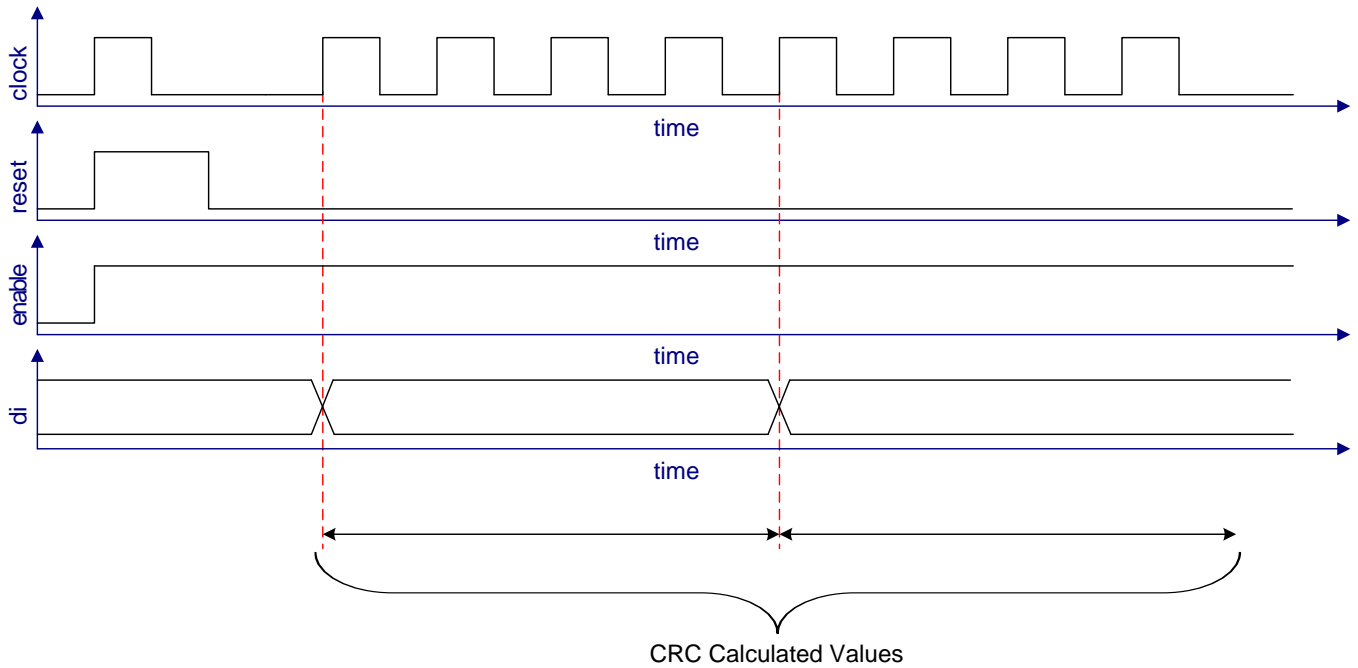 clock
time
reset
time
enable
time
di
time
CRC Calculated Values